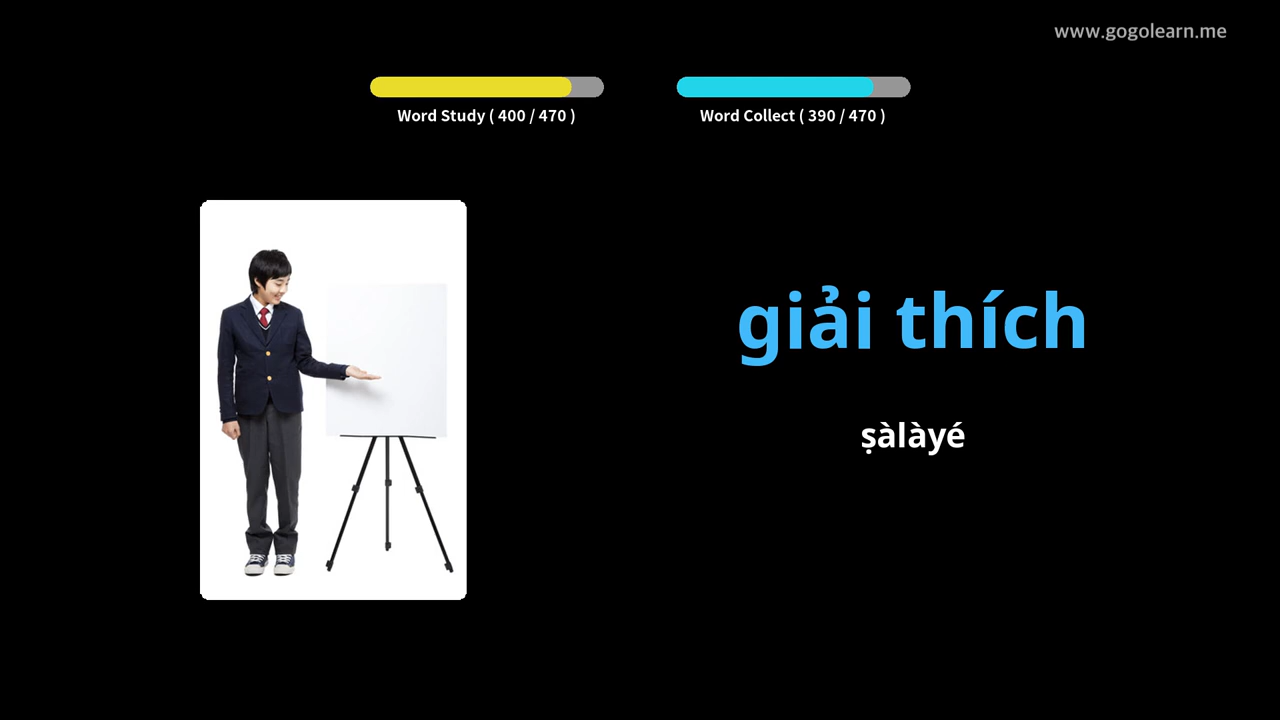 www.gogolearn.me
Word Study ( 400 / 470 )
Word Collect ( 390 / 470 )
giải thích
ṣàlàyé